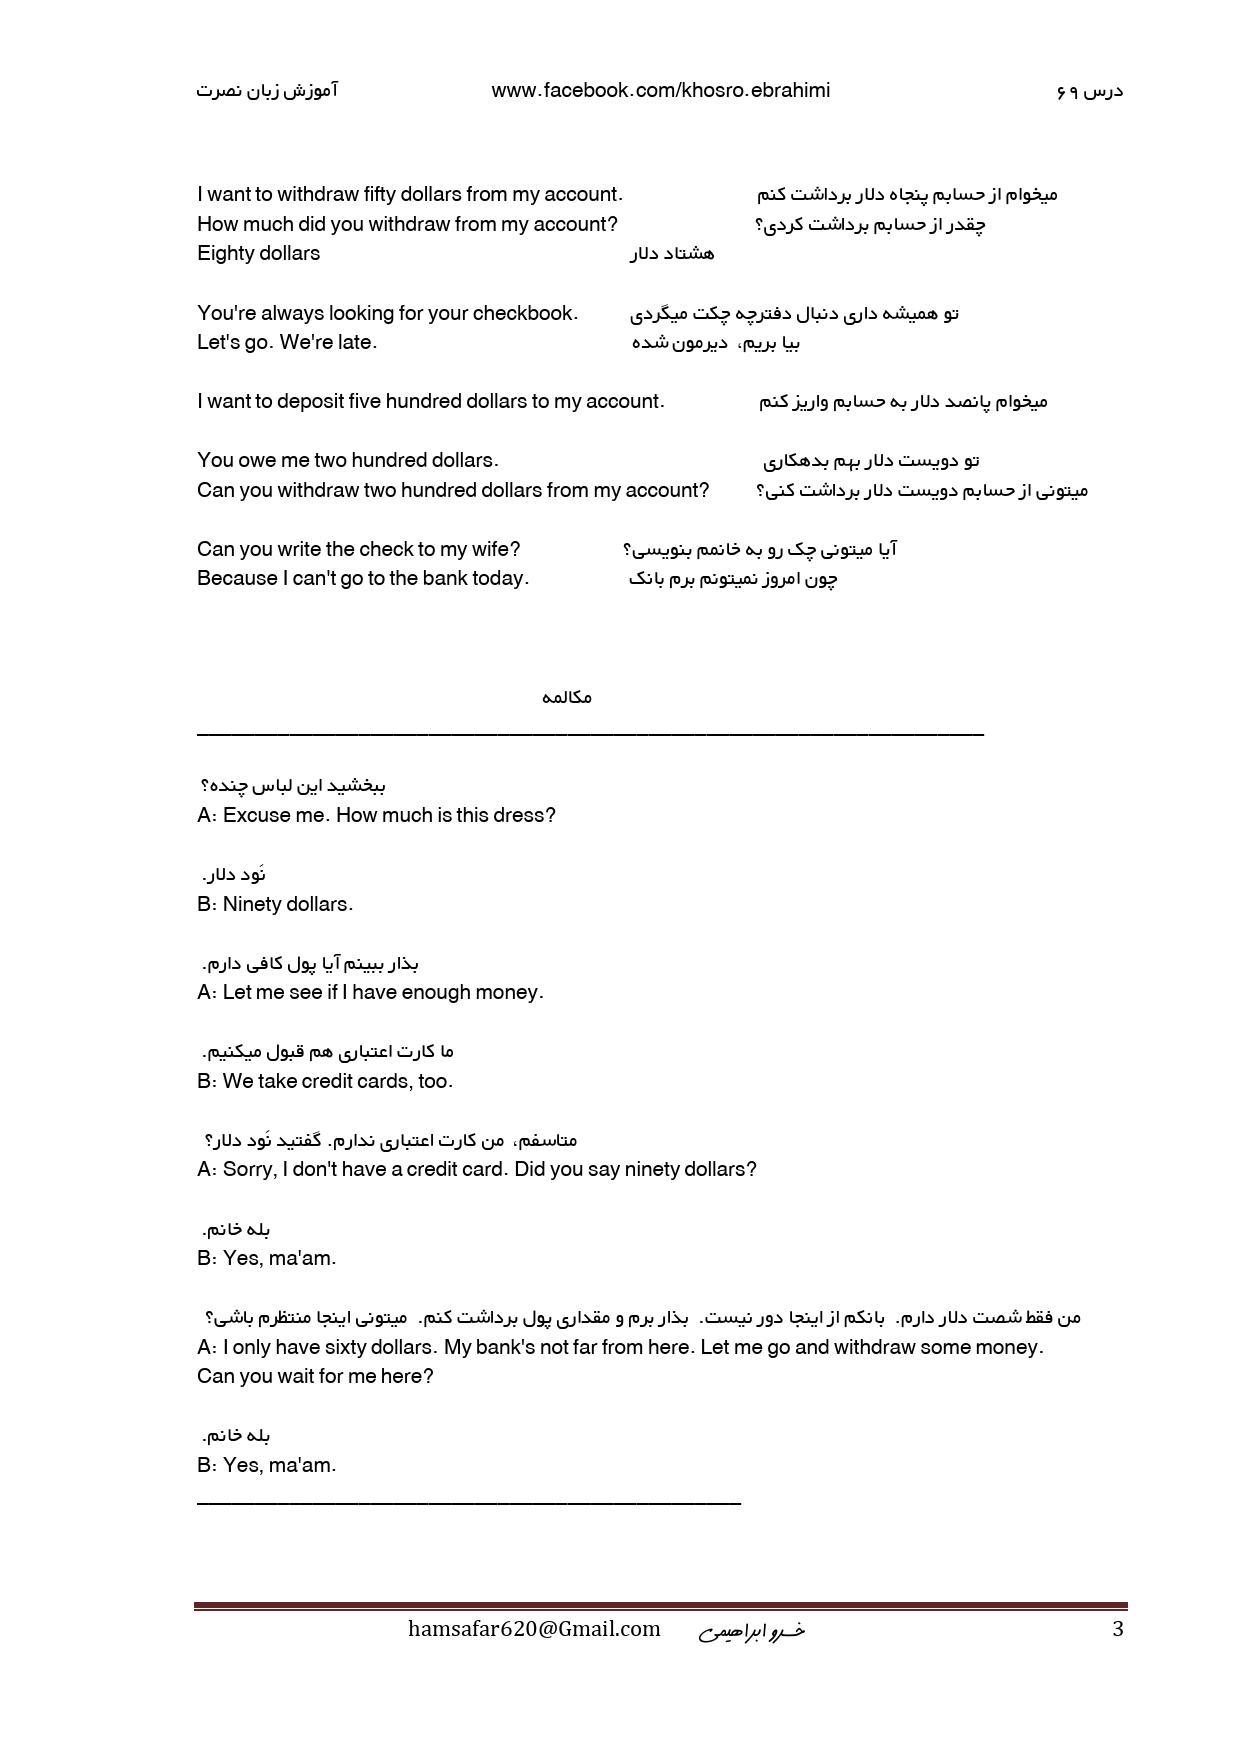 آموزش زبان نصرت www.facebook.com/khosro.ebrahimi درس ۶۹
I want to withdraw fifty dollars from my account. میخوام از حسابم پنجاه دلار برداشت کنم
How much did you withdraw from my account? چقدر از حسابم برداشت کردی؟
Eighty dollars هشتاد دلار
You're always looking for your checkbook. تو همیشه داری دنبال دفترچه چکت میگردی
Let's go. We're late. بیا بریم، دیرمون شده
I want to deposit five hundred dollars to my account. میخوام پانصد دلار به حسابم واریز کنم
You owe me two hundred dollars. تو دویست دلار بهم بدهکاری
Can you withdraw two hundred dollars from my account? میتونی از حسابم دویست دلار برداشت کنی؟
Can you write the check to my wife? آیا میتونی چک رو به خانمم بنویسی؟
Because I can't go to the bank today. چون امروز نمیتونم برم بانک
مکالمه
ببخشید این لباس چنده؟
A: Excuse me. How much is this dress?
نَود دلار.
B: Ninety dollars.
بذار ببینم آیا پول کافی دارم.
A: Let me see if I have enough money.
ما کارت اعتباری هم قبول میکنیم.
B: We take credit cards, too.
متاسفم، من کارت اعتباری ندارم. گفتید نَود دلار؟
A: Sorry, I don't have a credit card. Did you say ninety dollars?
بله خانم.
B: Yes, ma'am.
من فقط شصت دلار دارم. بانکم از اینجا دور نیست. بذار برم و مقداری پول برداشت کنم. میتونی اینجا منتظرم باشی؟
A: I only have sixty dollars. My bank's not far from here. Let me go and withdraw some money.
Can you wait for me here?
بله خانم.
B: Yes, ma'am.
hamsafar620@Gmail.com خسرو ابراهیمی 3